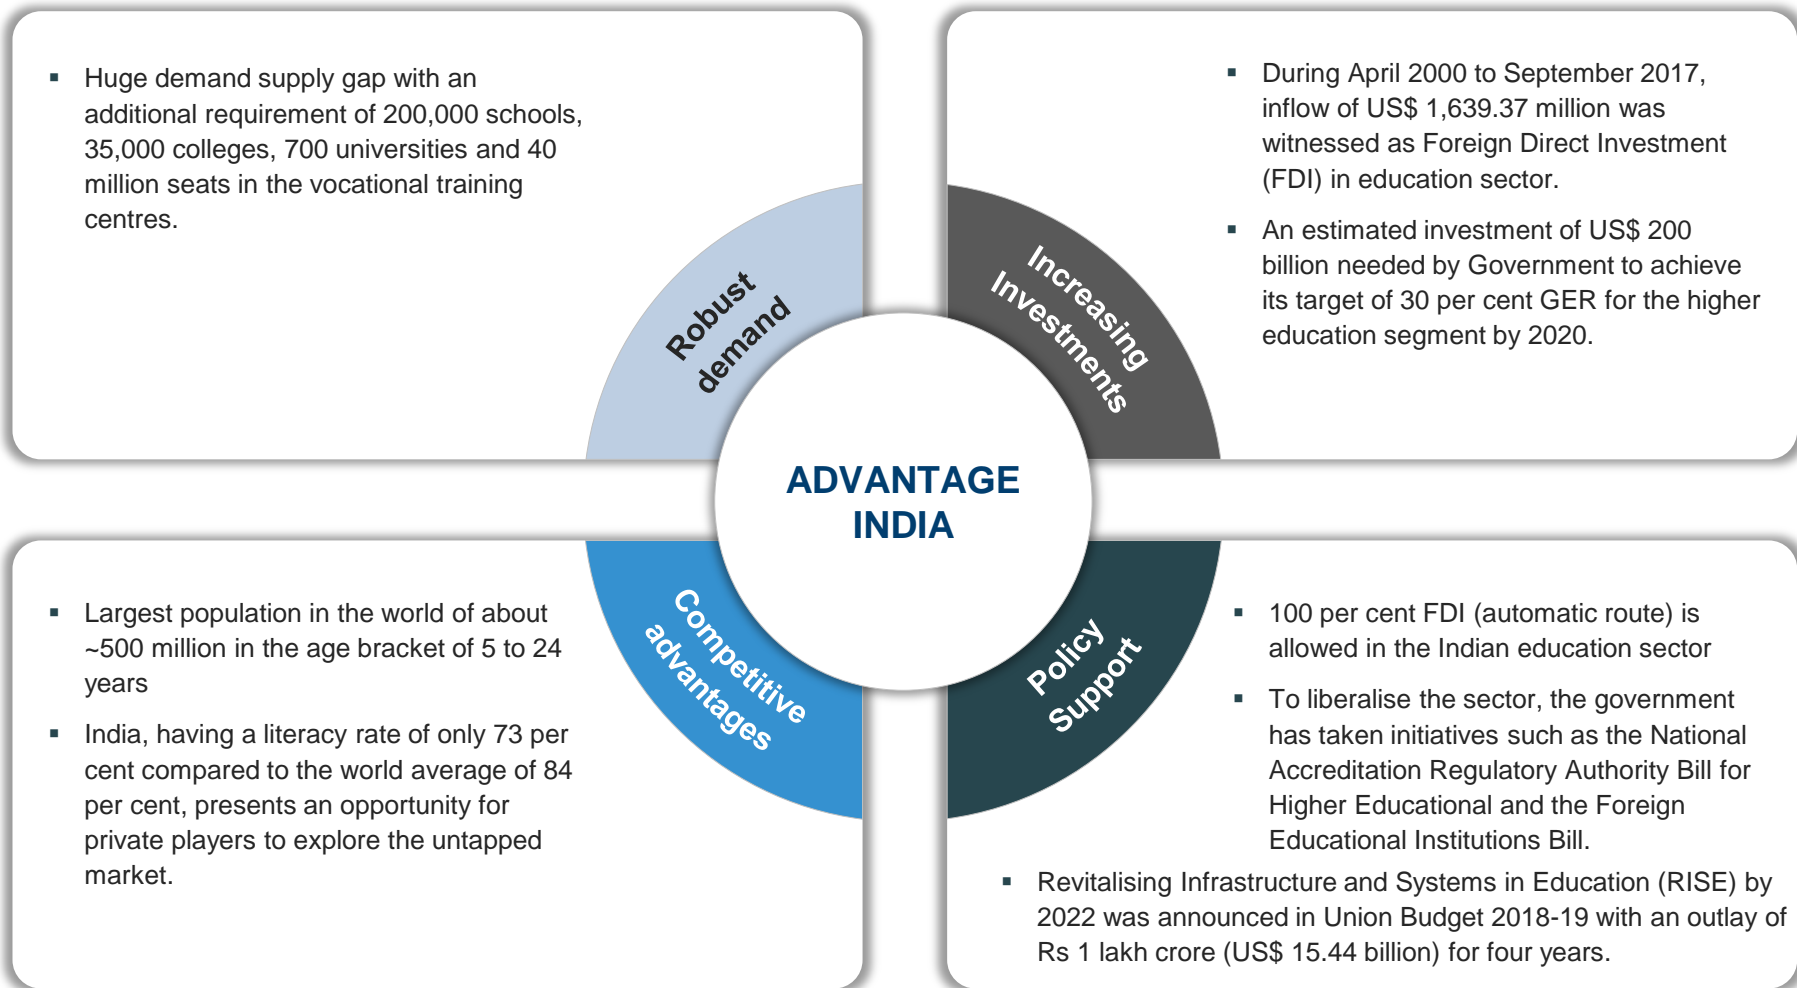 ▪ Huge demand supply gap with an
additional requirement of 200,000 schools,
35,000 colleges, 700 universities and 40
million seats in the vocational training
centres.
Robust
demand
▪ During April 2000 to September 2017,
inflow of US$ 1,639.37 million was
witnessed as Foreign Direct Investment
(FDI) in education sector.
▪ An estimated investment of US$ 200
billion needed by Government to achieve
its target of 30 per cent GER for the higher
education segment by 2020.
Increasing
Investments
ADVANTAGE
INDIA
▪ Largest population in the world of about
~500 million in the age bracket of 5 to 24
years
▪ India, having a literacy rate of only 73 per
cent compared to the world average of 84
per cent, presents an opportunity for
private players to explore the untapped
market.
Competitive
advantages
Policy
Support
▪ 100 per cent FDI (automatic route) is
allowed in the Indian education sector
▪ To liberalise the sector, the government
has taken initiatives such as the National
Accreditation Regulatory Authority Bill for
Higher Educational and the Foreign
Educational Institutions Bill.
▪ Revitalising Infrastructure and Systems in Education (RISE) by
2022 was announced in Union Budget 2018-19 with an outlay of
Rs 1 lakh crore (US$ 15.44 billion) for four years.